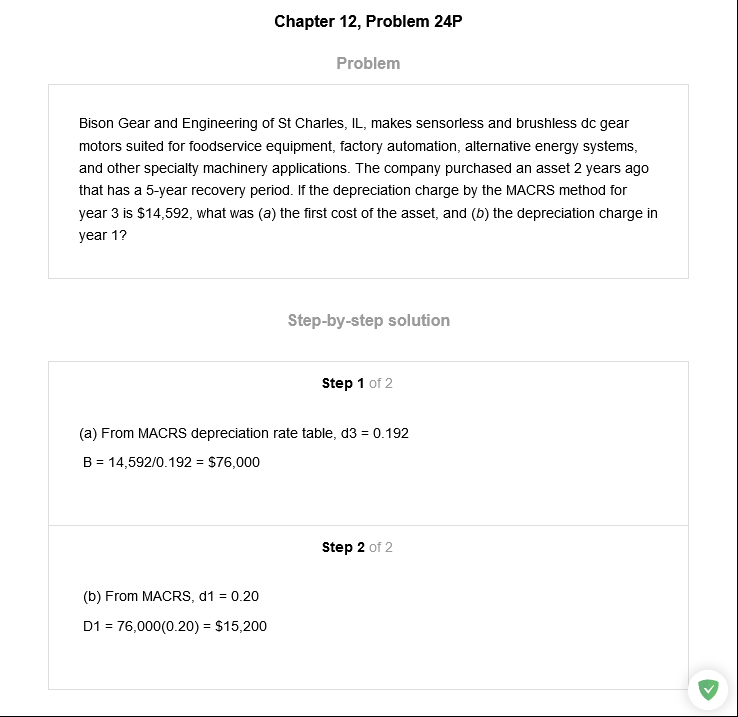 Chapter 12, Problem 24P
Problem
Bison Gear and Engineering of St Charles, IL, makes sensorless and brushless dc gear
motors suited for foodservice equipment, factory automation, alternative energy systems,
and other specialty machinery applications. The company purchased an asset 2 years ago
that has a 5-year recovery period. If the depreciation charge by the MACRS method for
year 3 is $14,592, what was (a) the first cost of the asset, and (b) the depreciation charge in
year 1?
Step-by-step solution
Step 1 of 2
(a) From MACRS depreciation rate table, d3 = 0.192
B = 14,592/0.192 = $76,000
Step 2 of 2
(b) From MACRS, d1 = 0.20
D1 = 76,000(0.20) = $15,200